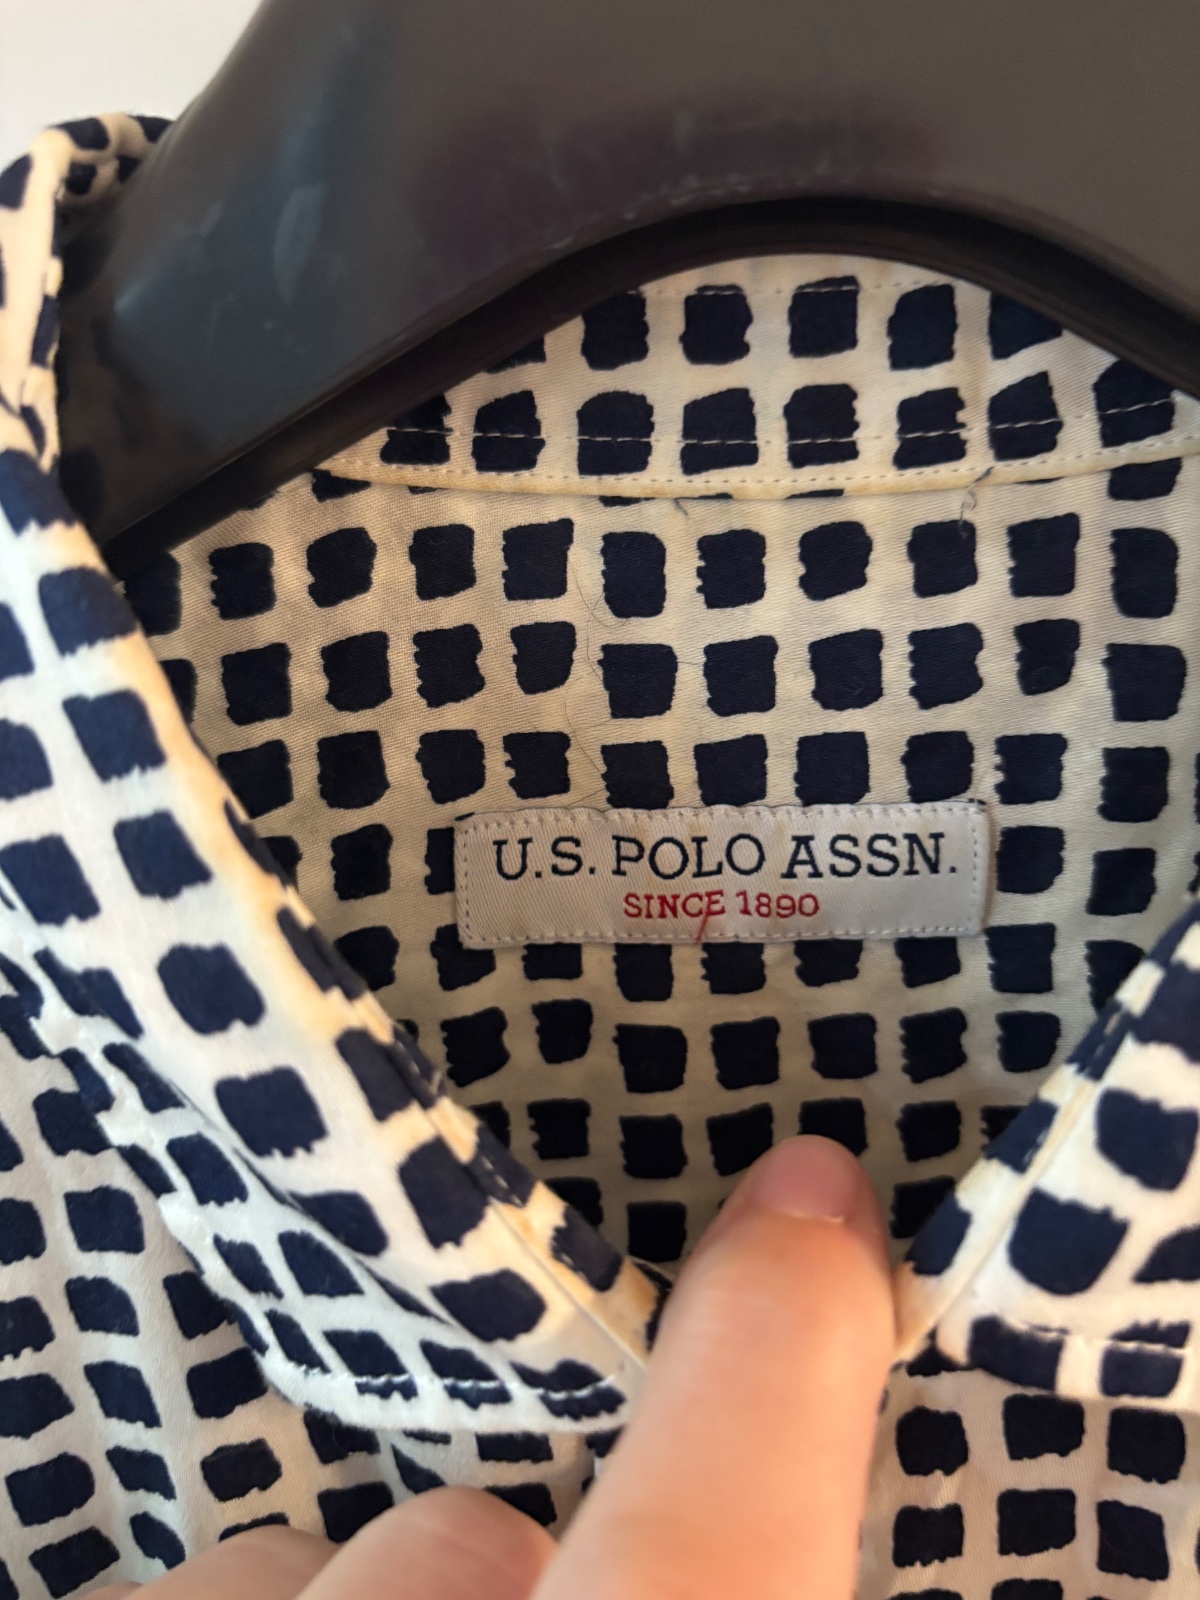 U.S. POLO ASSN.
SINCE 1890